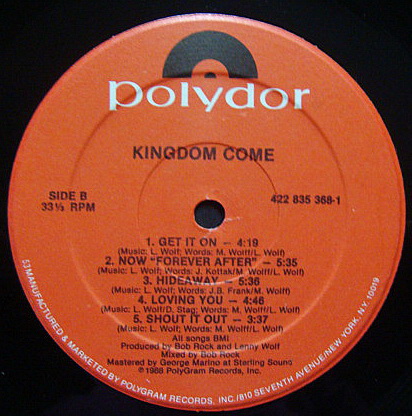 polydor
KINGDOM COME
SIDE B
33⅓ RPM
422 835 368-1
1. GET IT ON – 4:19
(Music: L. Wolf; Words: M. Wolff/L. Wolf)
2. NOW "FOREVER AFTER" – 5:35
(Music: L. Wolf; Words: J. Kottak/M. Wolff/L. Wolf)
3. HIDEAWAY – 5:36
(Music: L. Wolf; Words: J.B. Frank/M. Wolff)
4. LOVING YOU – 4:46
(Music: L. Wolf/D. Stag; Words: M. Wolff/L. Wolf)
5. SHOUT IT OUT – 3:37
(Music: L. Wolf; Words: M. Wolff/L. Wolf)
All songs BMI
Produced by Bob Rock and Lenny Wolf
Mixed by Bob Rock
Mastered by George Marino at Sterling Sound
℗1988 PolyGram Records, Inc.
53 MANUFACTURED & MARKETED BY POLYGRAM RECORDS, INC./810 SEVENTH AVENUE/NEW YORK, N.Y. 10019